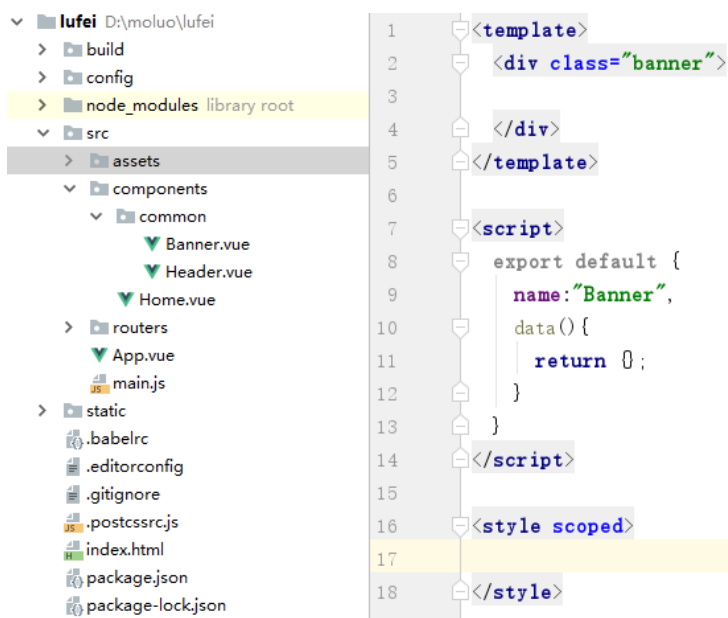 lufei D:\moluo\lufei
build
config
node_modules library root
src
assets
components
common
Banner.vue
Header.vue
Home.vue
routers
App.vue
main.js
static
.babelrc
.editorconfig
.gitignore
.postcssrc.js
index.html
package.json
package-lock.json
1 <template>
2 <div class="banner">
3
4 </div>
5 </template>
6
7 <script>
8 export default {
9 name:"Banner",
10 data(){
11 return {};
12 }
13 }
14 </script>
15
16 <style scoped>
17
18 </style>